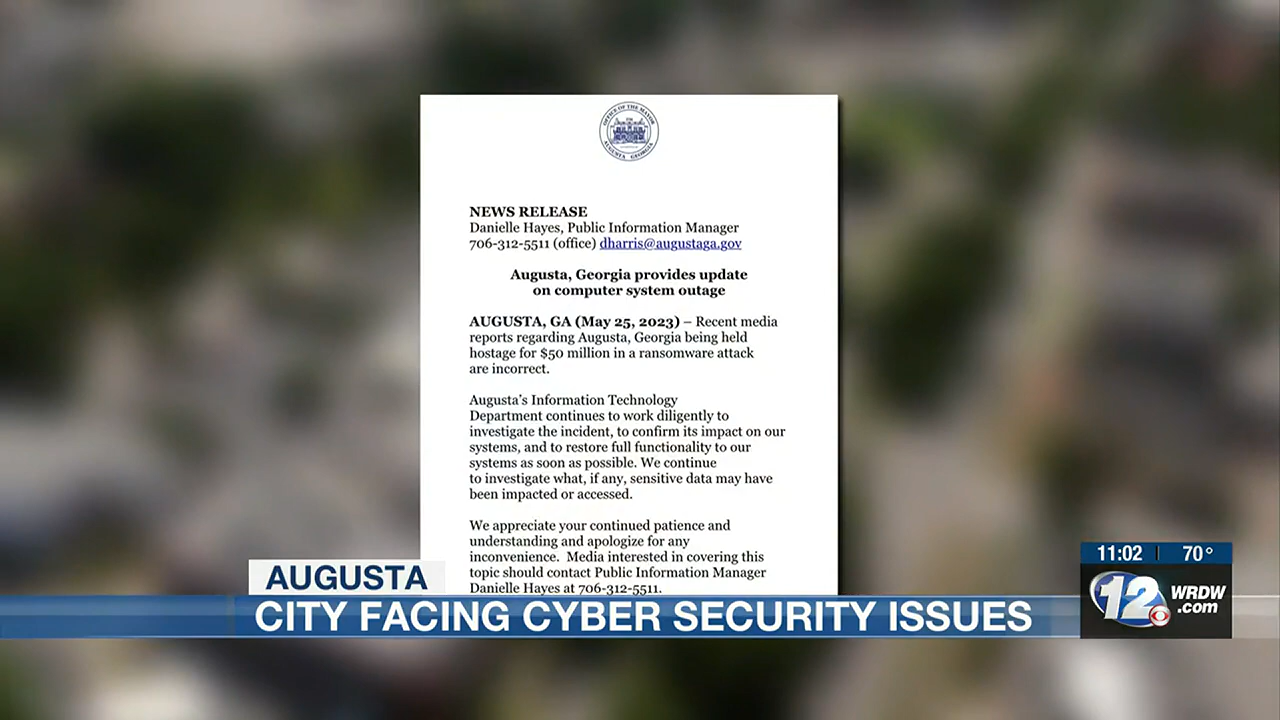 OFFICE OF THE MAYOR
AUGUSTA GEORGIA
NEWS RELEASE
Danielle Hayes, Public Information Manager
706-312-5511 (office) dharris@augustaga.gov
Augusta, Georgia provides update
on computer system outage
AUGUSTA, GA (May 25, 2023) – Recent media
reports regarding Augusta, Georgia being held
hostage for $50 million in a ransomware attack
are incorrect.
Augusta's Information Technology
Department continues to work diligently to
investigate the incident, to confirm its impact on our
systems, and to restore full functionality to our
systems as soon as possible. We continue
to investigate what, if any, sensitive data may have
been impacted or accessed.
We appreciate your continued patience and
understanding and apologize for any
inconvenience.  Media interested in covering this
topic should contact Public Information Manager
Danielle Hayes at 706-312-5511.
AUGUSTA
CITY FACING CYBER SECURITY ISSUES
11:02 | 70°
12 WRDW
.com